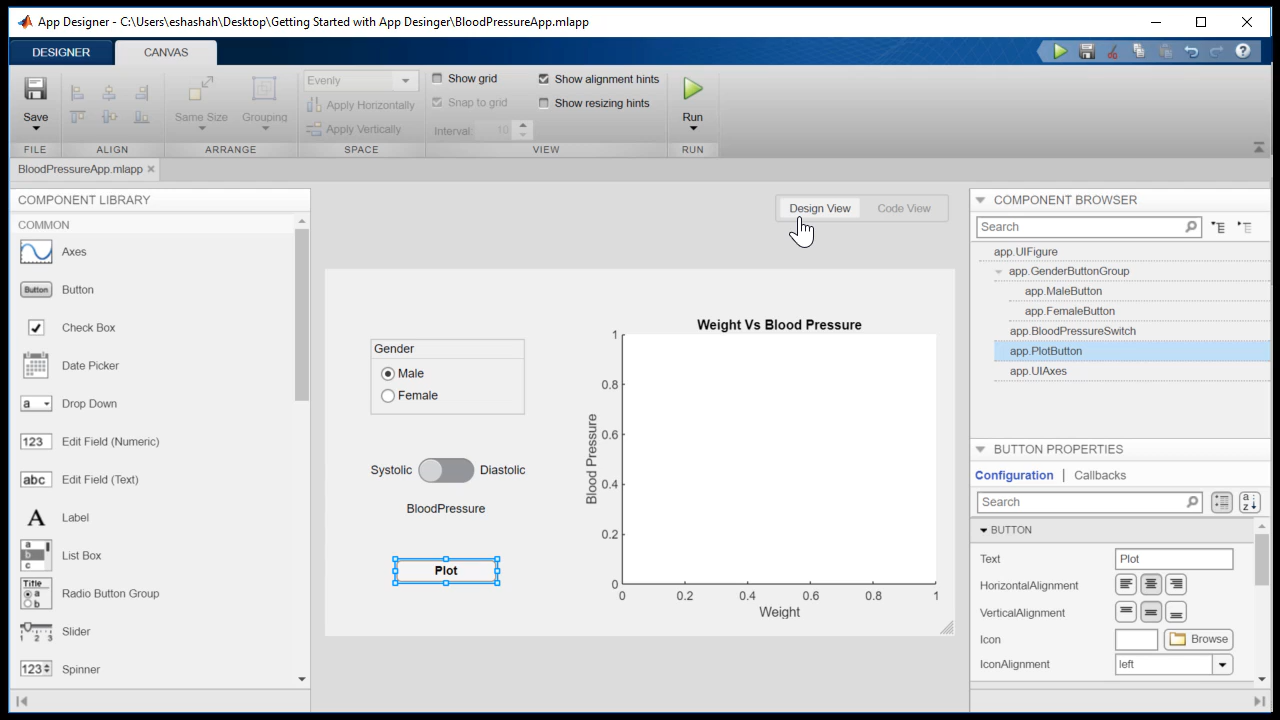 App Designer - C:\Users\eshashah\Desktop\Getting Started with App Desinger\BloodPressureApp.mlapp
DESIGNER
CANVAS
Save
FILE
ALIGN
Same Size
Grouping
ARRANGE
Evenly
Apply Horizontally
Apply Vertically
SPACE
Show grid
Show alignment hints
Snap to grid
Show resizing hints
Interval: 10
VIEW
Run
RUN
BloodPressureApp.mlapp
COMPONENT LIBRARY
COMMON
Axes
Button Button
Check Box
Date Picker
a Drop Down
123 Edit Field (Numeric)
abc Edit Field (Text)
A Label
a b c List Box
Title a b Radio Button Group
1 2 3 Slider
123 Spinner
Design View
Code View
Gender
Male
Female
Systolic
Diastolic
BloodPressure
Plot
Weight Vs Blood Pressure
1
0.8
0.6
0.4
0.2
0
Blood Pressure
0 0.2 0.4 0.6 0.8 1
Weight
COMPONENT BROWSER
Search
app.UIFigure
app.GenderButtonGroup
app.MaleButton
app.FemaleButton
app.BloodPressureSwitch
app.PlotButton
app.UIAxes
BUTTON PROPERTIES
Configuration | Callbacks
Search
a z
BUTTON
Text Plot
HorizontalAlignment
VerticalAlignment
Icon Browse
IconAlignment left